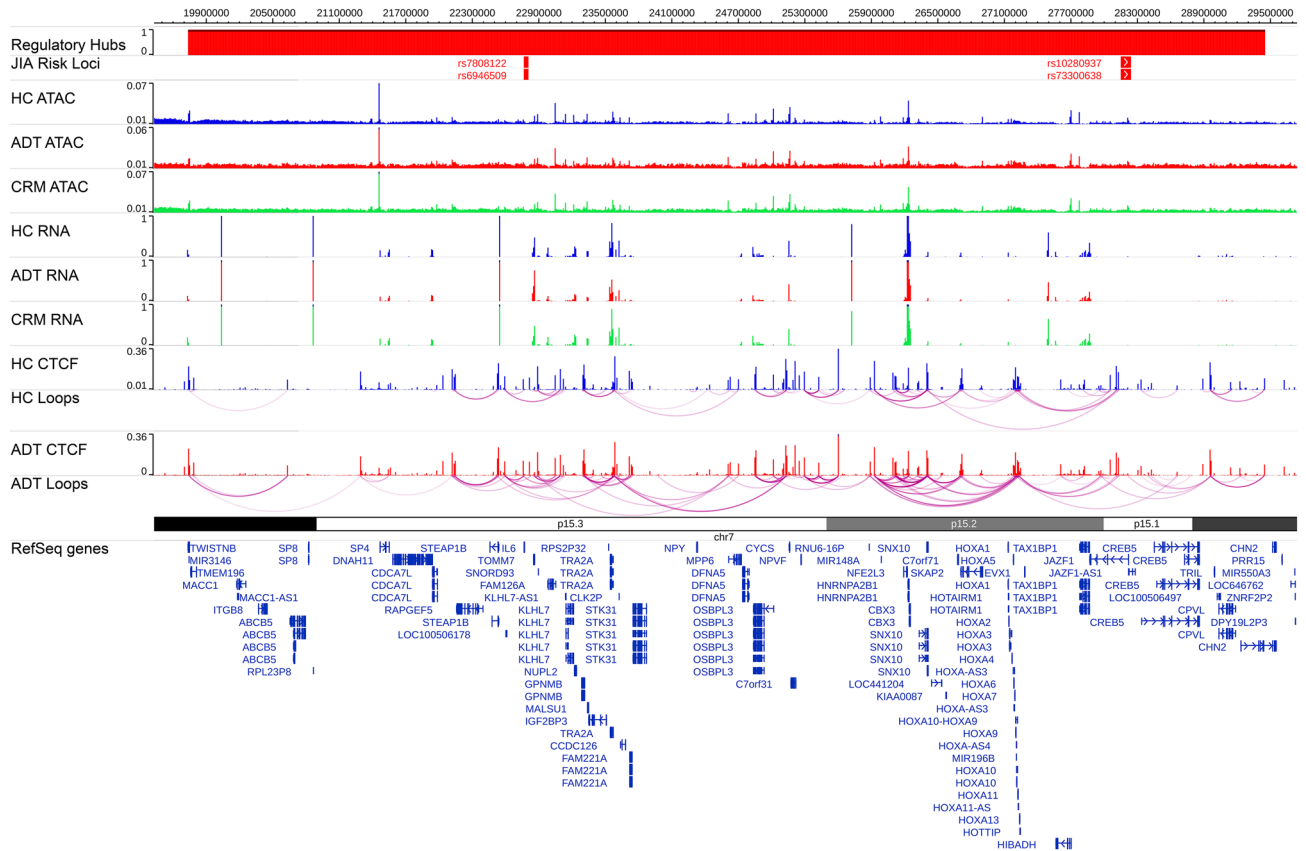 19900000 20500000 21100000 21700000 22300000 22900000 23500000 24100000 24700000 25300000 25900000 26500000 27100000 27700000 28300000 28900000 29500000
Regulatory Hubs 1 0
JIA Risk Loci rs7808122 rs10280937
rs6946509 rs73300638
HC ATAC 0.07 0.01
ADT ATAC 0.06 0.01
CRM ATAC 0.07 0.01
HC RNA 1 0
ADT RNA 1 0
CRM RNA 1 0
HC CTCF 0.36 0.01
HC Loops
ADT CTCF 0.36 0
ADT Loops
p15.3 p15.2 p15.1
chr7
RefSeq genes TWISTNB SP8 SP4 STEAP1B IL6 RPS2P32 NPY CYCS RNU6-16P SNX10 HOXA1 TAX1BP1 CREB5 CHN2
MIR3146 SP8 DNAH11 TOMM7 TRA2A MPP6 NPVF MIR148A C7orf71 HOXA5 JAZF1 CREB5 PRR15
TMEM196 CDCA7L SNORD93 TRA2A DFNA5 NFE2L3 SKAP2 EVX1 JAZF1-AS1 TRIL MIR550A3
MACC1 CDCA7L FAM126A TRA2A DFNA5 HNRNPA2B1 HOXA1 TAX1BP1 CREB5 LOC646762
MACC1-AS1 CDCA7L KLHL7-AS1 CLK2P DFNA5 HNRNPA2B1 HOTAIRM1 TAX1BP1 LOC100506497 ZNRF2P2
ITGB8 RAPGEF5 KLHL7 STK31 OSBPL3 CBX3 HOTAIRM1 TAX1BP1 CREB5 CPVL
ABCB5 STEAP1B KLHL7 STK31 OSBPL3 CBX3 HOXA2 CREB5 CPVL DPY19L2P3
ABCB5 LOC100506178 KLHL7 STK31 OSBPL3 SNX10 HOXA3 CPVL
ABCB5 KLHL7 STK31 OSBPL3 SNX10 HOXA3 CHN2
ABCB5 KLHL7 STK31 OSBPL3 SNX10 HOXA4
RPL23P8 NUPL2 OSBPL3 SNX10 HOXA-AS3
GPNMB C7orf31 LOC441204 HOXA6
GPNMB KIAA0087 HOXA7
MALSU1 HOXA-AS3
IGF2BP3 HOXA10-HOXA9
TRA2A HOXA9
CCDC126 HOXA-AS4
FAM221A MIR196B
FAM221A HOXA10
FAM221A HOXA10
HOXA11
HOXA11-AS
HOXA13
HOTTIP
HIBADH